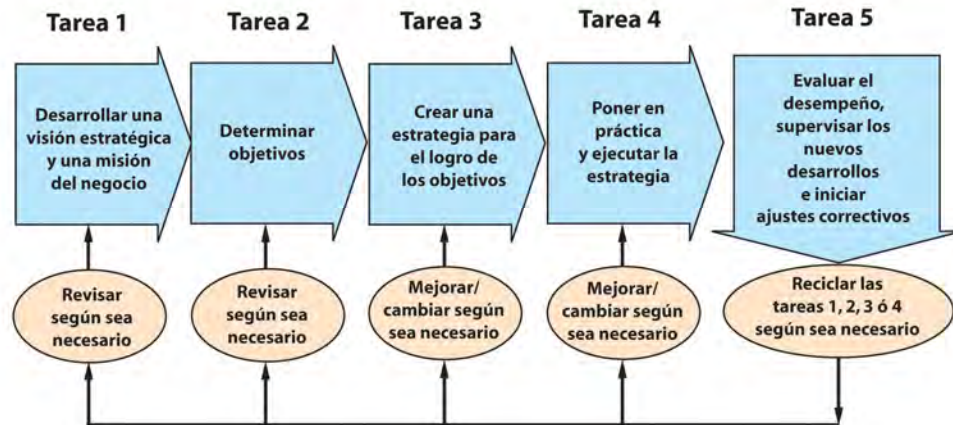 Tarea 1
Tarea 2
Tarea 3
Tarea 4
Tarea 5
Desarrollar una
visión estratégica
y una misión
del negocio
Determinar
objetivos
Crear una
estrategia para
el logro de
los objetivos
Poner en
práctica
y ejecutar la
estrategia
Evaluar el
desempeño,
supervisar los
nuevos
desarrollos
e iniciar
ajustes correctivos
Revisar
según sea
necesario
Revisar
según sea
necesario
Mejorar/
cambiar según
sea necesario
Mejorar/
cambiar según
sea necesario
Reciclar las
tareas 1, 2, 3 ó 4
según sea necesario